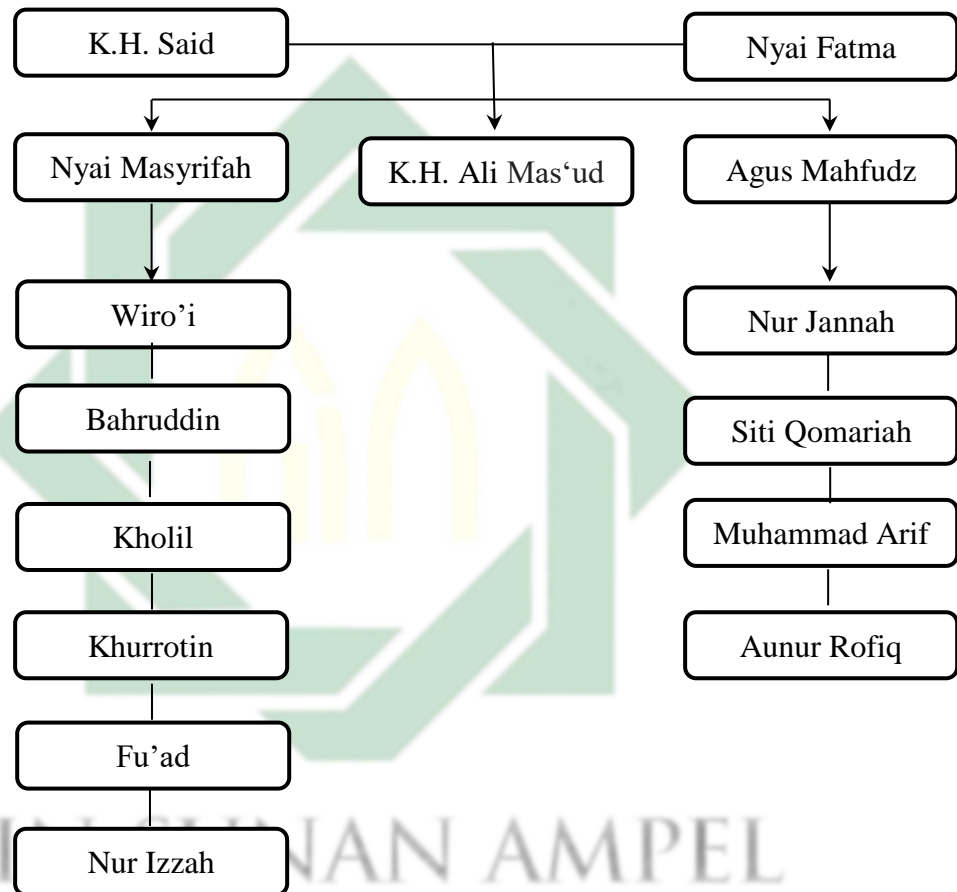 K.H. Said
Nyai Fatma
Nyai Masyrifah
K.H. Ali Mas‘ud
Agus Mahfudz
Wiro’i
Nur Jannah
Bahruddin
Siti Qomariah
Kholil
Muhammad Arif
Khurrotin
Aunur Rofiq
Fu’ad
Nur Izzah
AMPEL